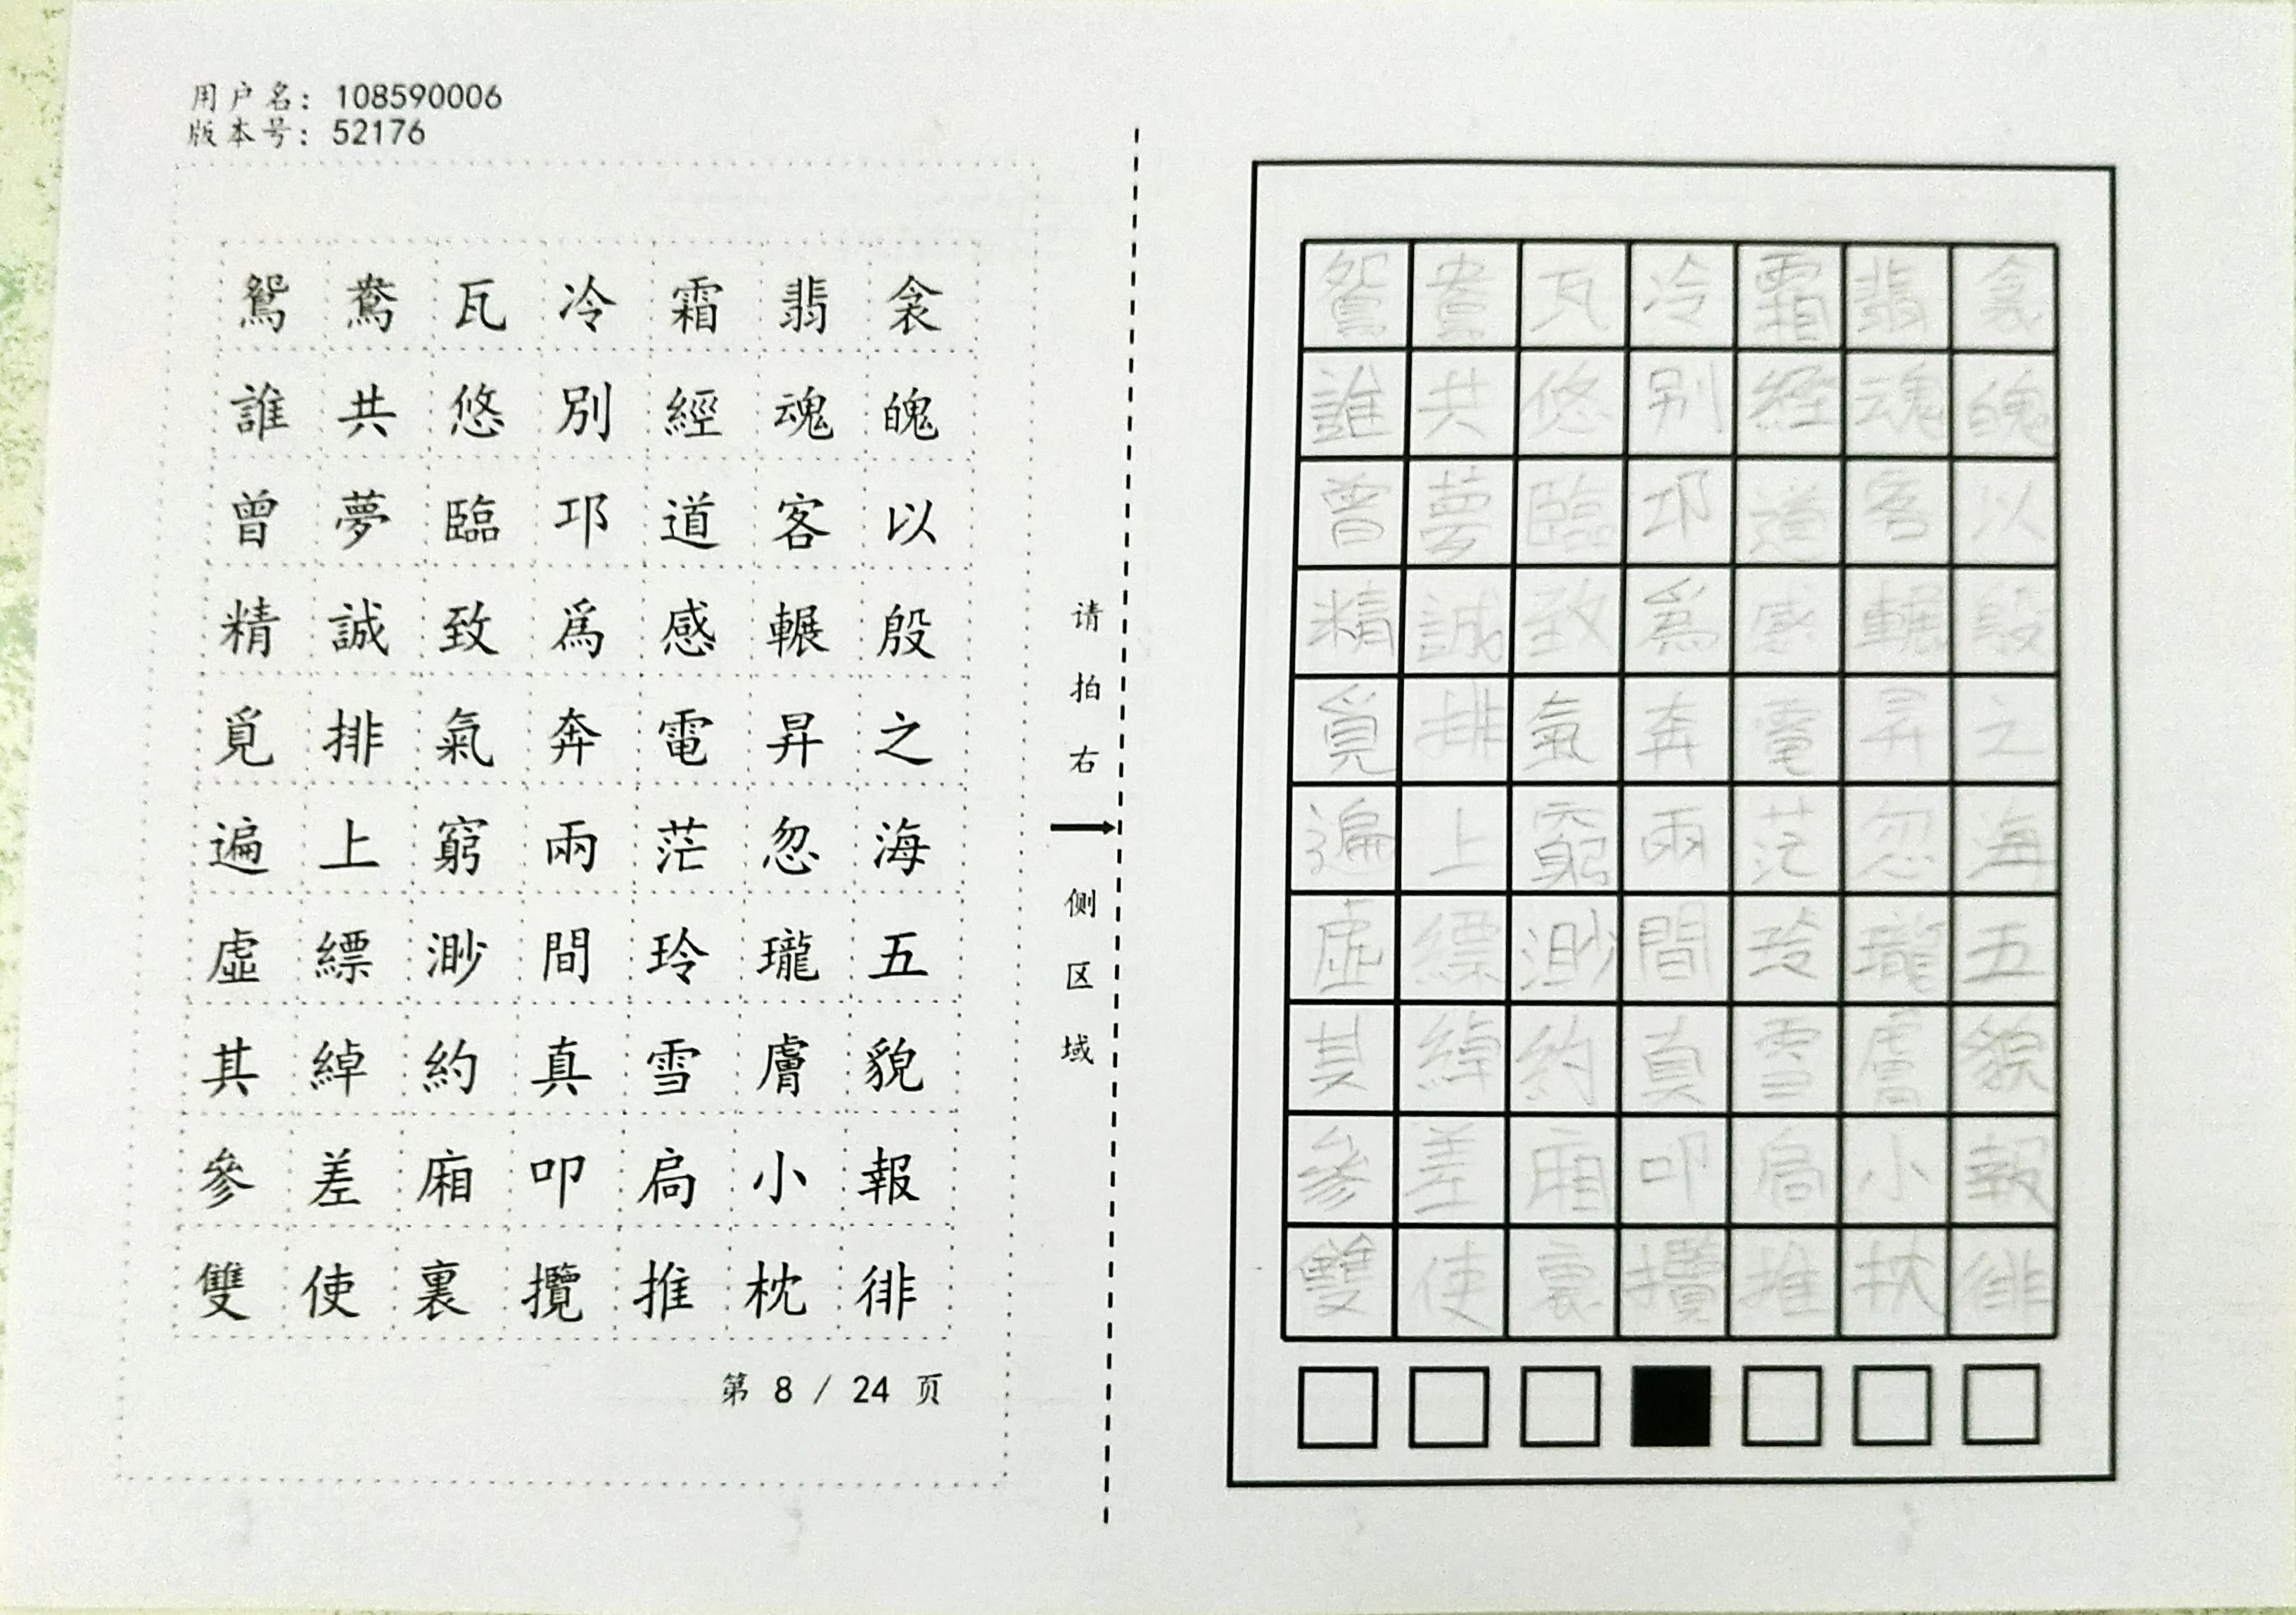 用户名: 108590006
版本号: 52176
鴛鴦瓦冷霜翡衾
誰共悠別經魂魄
曾夢臨邛道客以
精誠致爲感輾殷
覓排氣奔電昇之
遍上窮兩茫忽海
虛縹渺間玲瓏五
其綽約真雪膚貌
參差廂叩扃小報
雙使裏攬推枕徘
第 8 / 24 页
请拍右
侧区域
鴛鴦瓦冷霜翡衾
誰共悠別經魂魄
曾夢臨邛道客以
精誠致爲感輾殷
覓排氣奔電昇之
遍上窮兩茫忽海
虛縹渺間玲瓏五
其綽約真雪膚貌
參差廂叩扃小報
雙使裏攬推枕徘